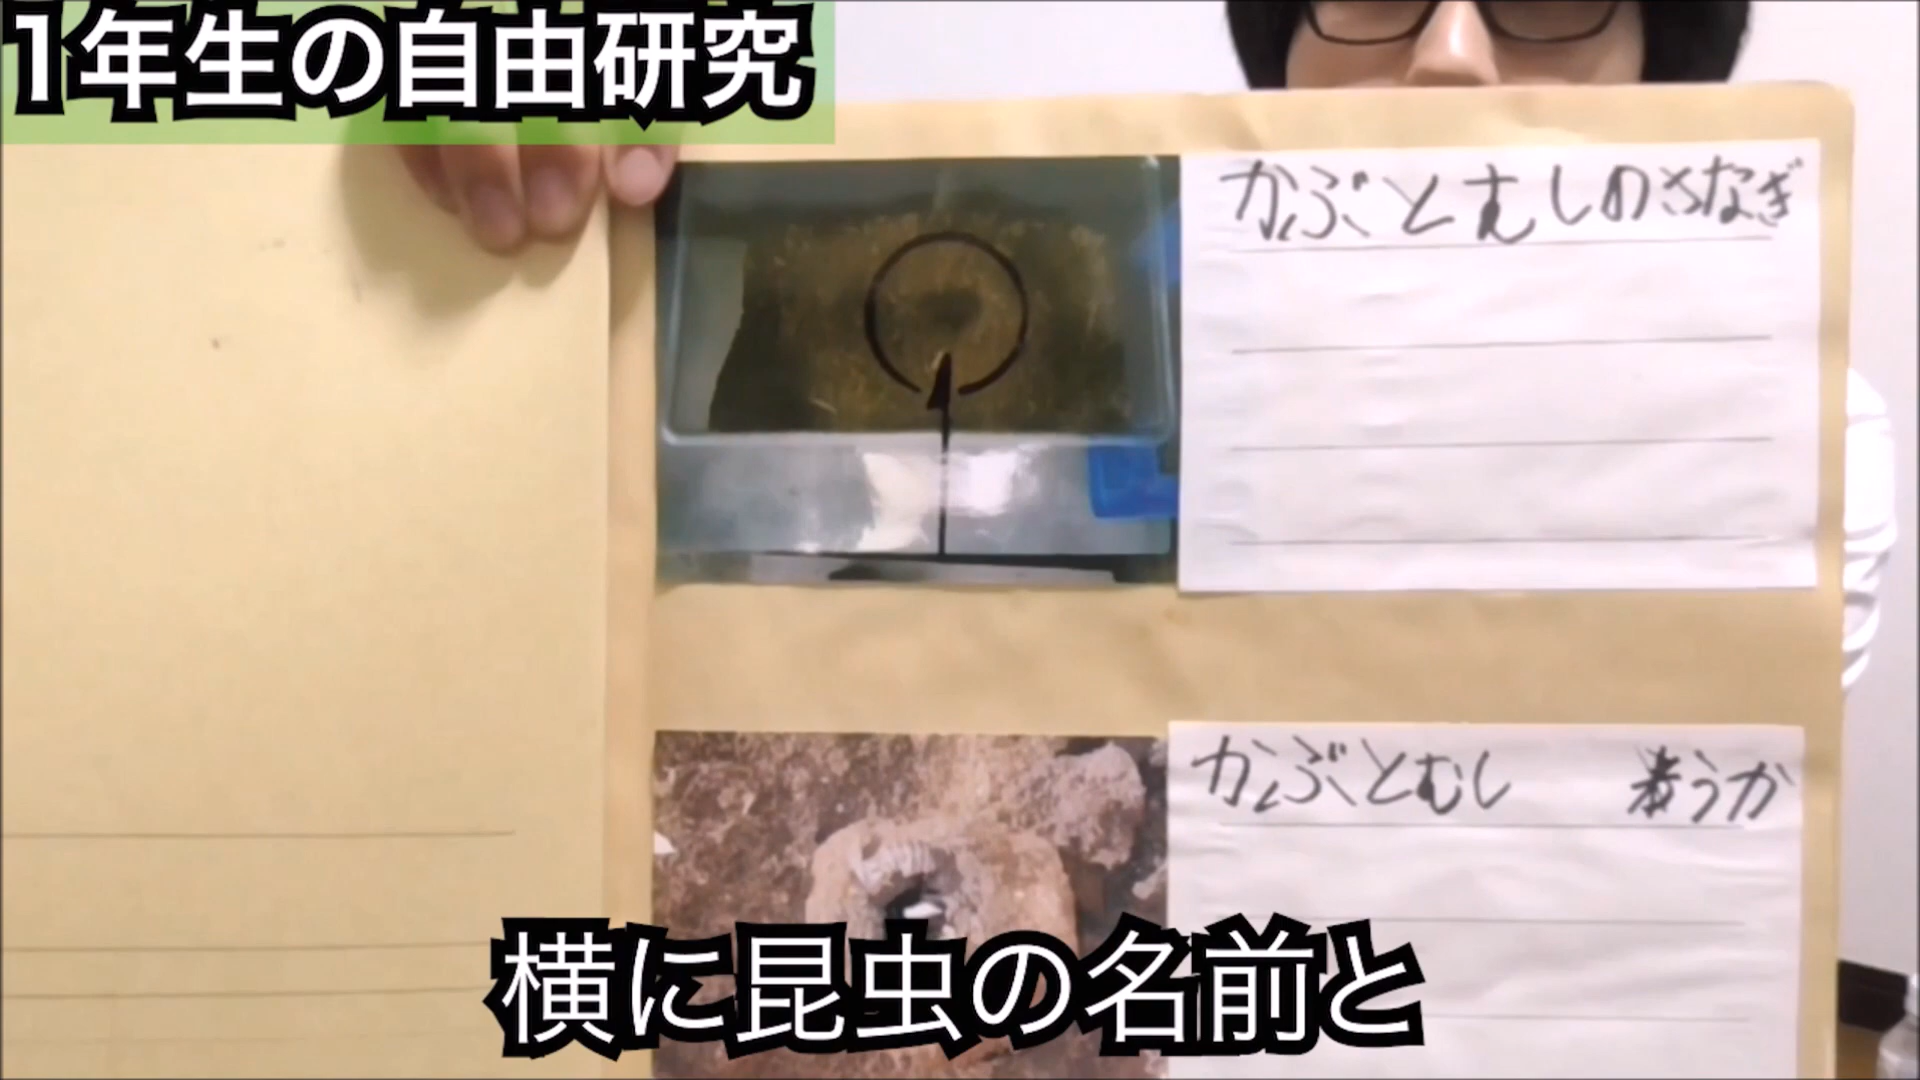 1年生の自由研究
かぶとむしのさなぎ
かぶとむし うか
横に昆虫の名前と